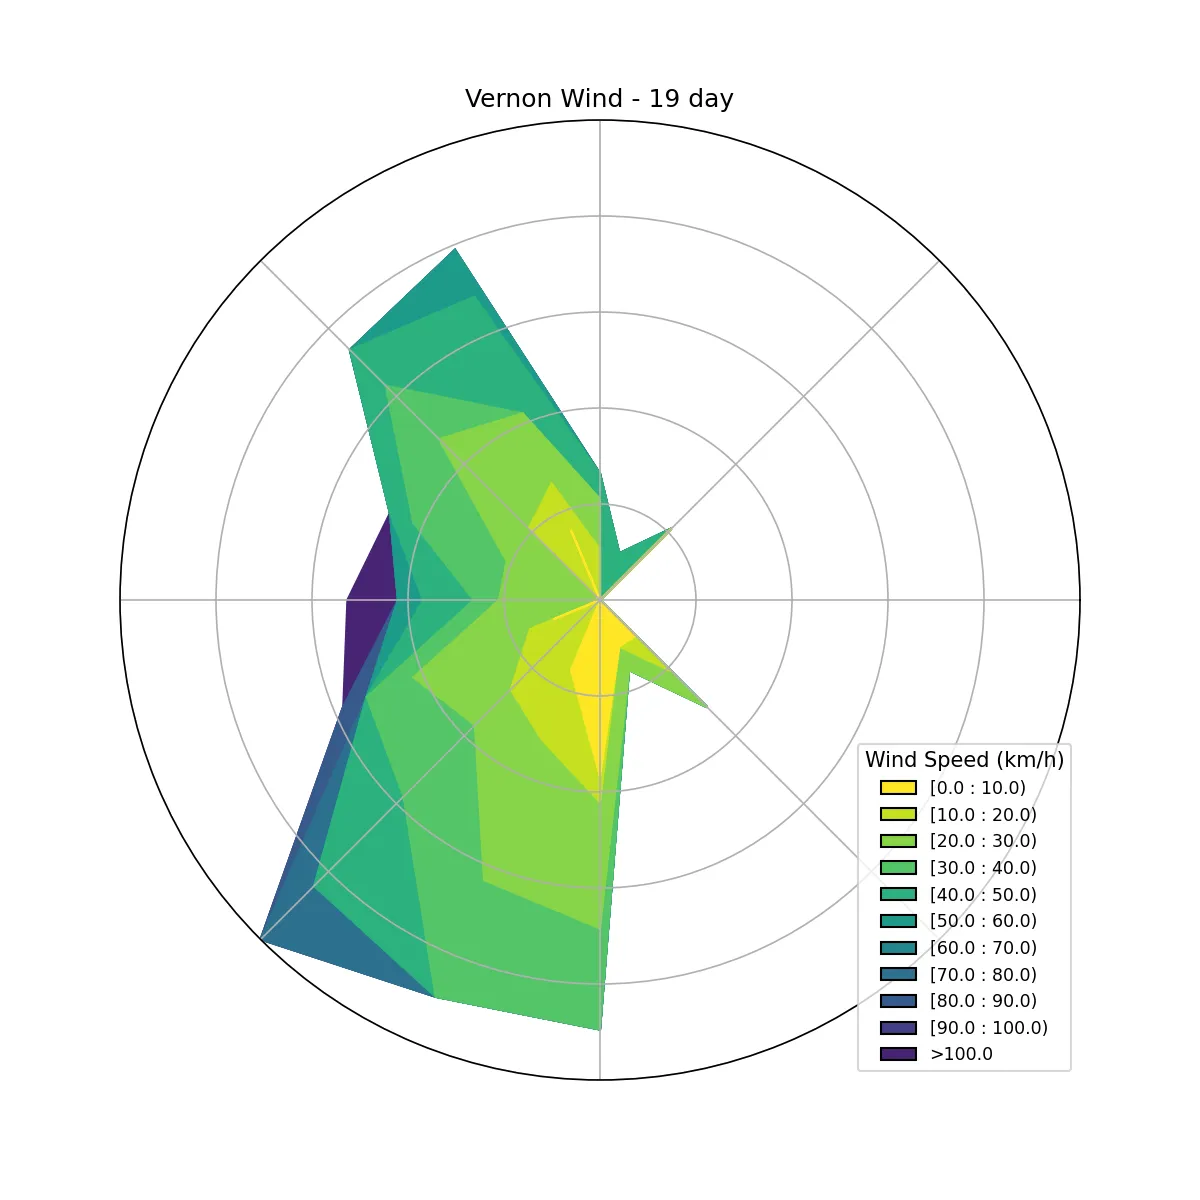 Vernon Wind - 19 day
Wind Speed (km/h)
[0.0 : 10.0)
[10.0 : 20.0)
[20.0 : 30.0)
[30.0 : 40.0)
[40.0 : 50.0)
[50.0 : 60.0)
[60.0 : 70.0)
[70.0 : 80.0)
[80.0 : 90.0)
[90.0 : 100.0)
>100.0